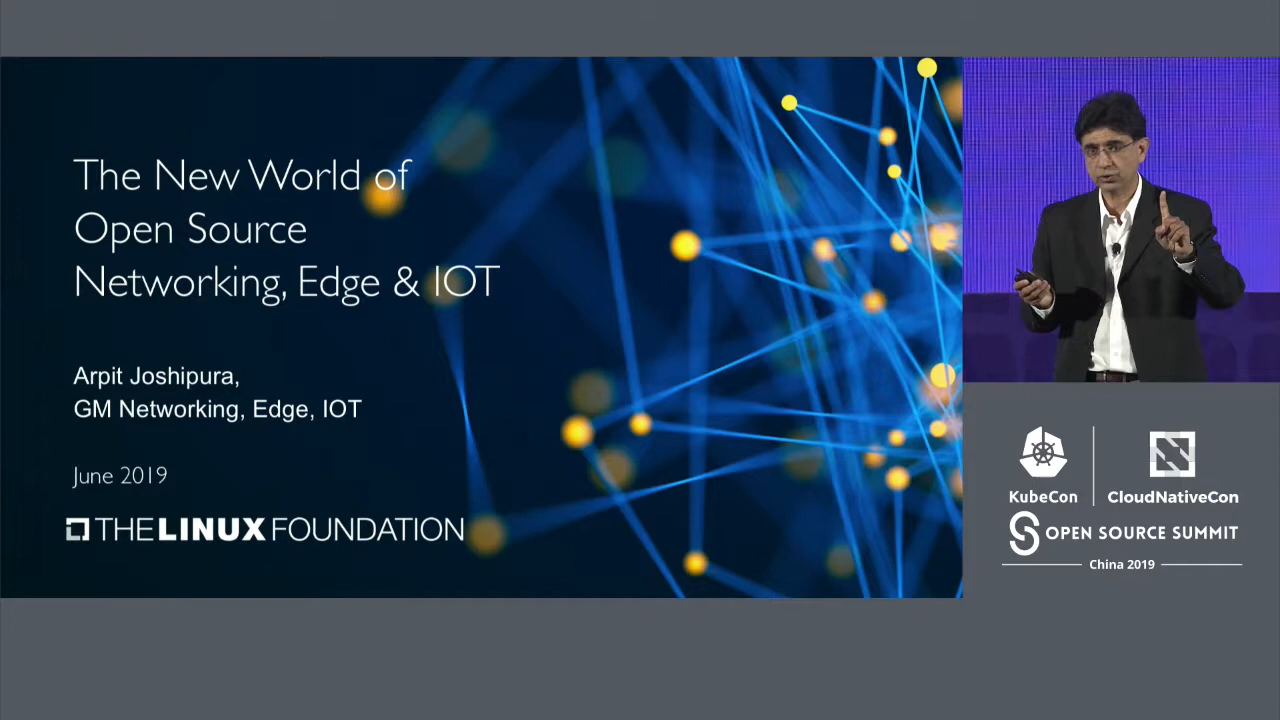 The New World of
Open Source
Networking, Edge & IOT
Arpit Joshipura,
GM Networking, Edge, IOT
June 2019
THE LINUX FOUNDATION
KubeCon
CloudNativeCon
OPEN SOURCE SUMMIT
China 2019